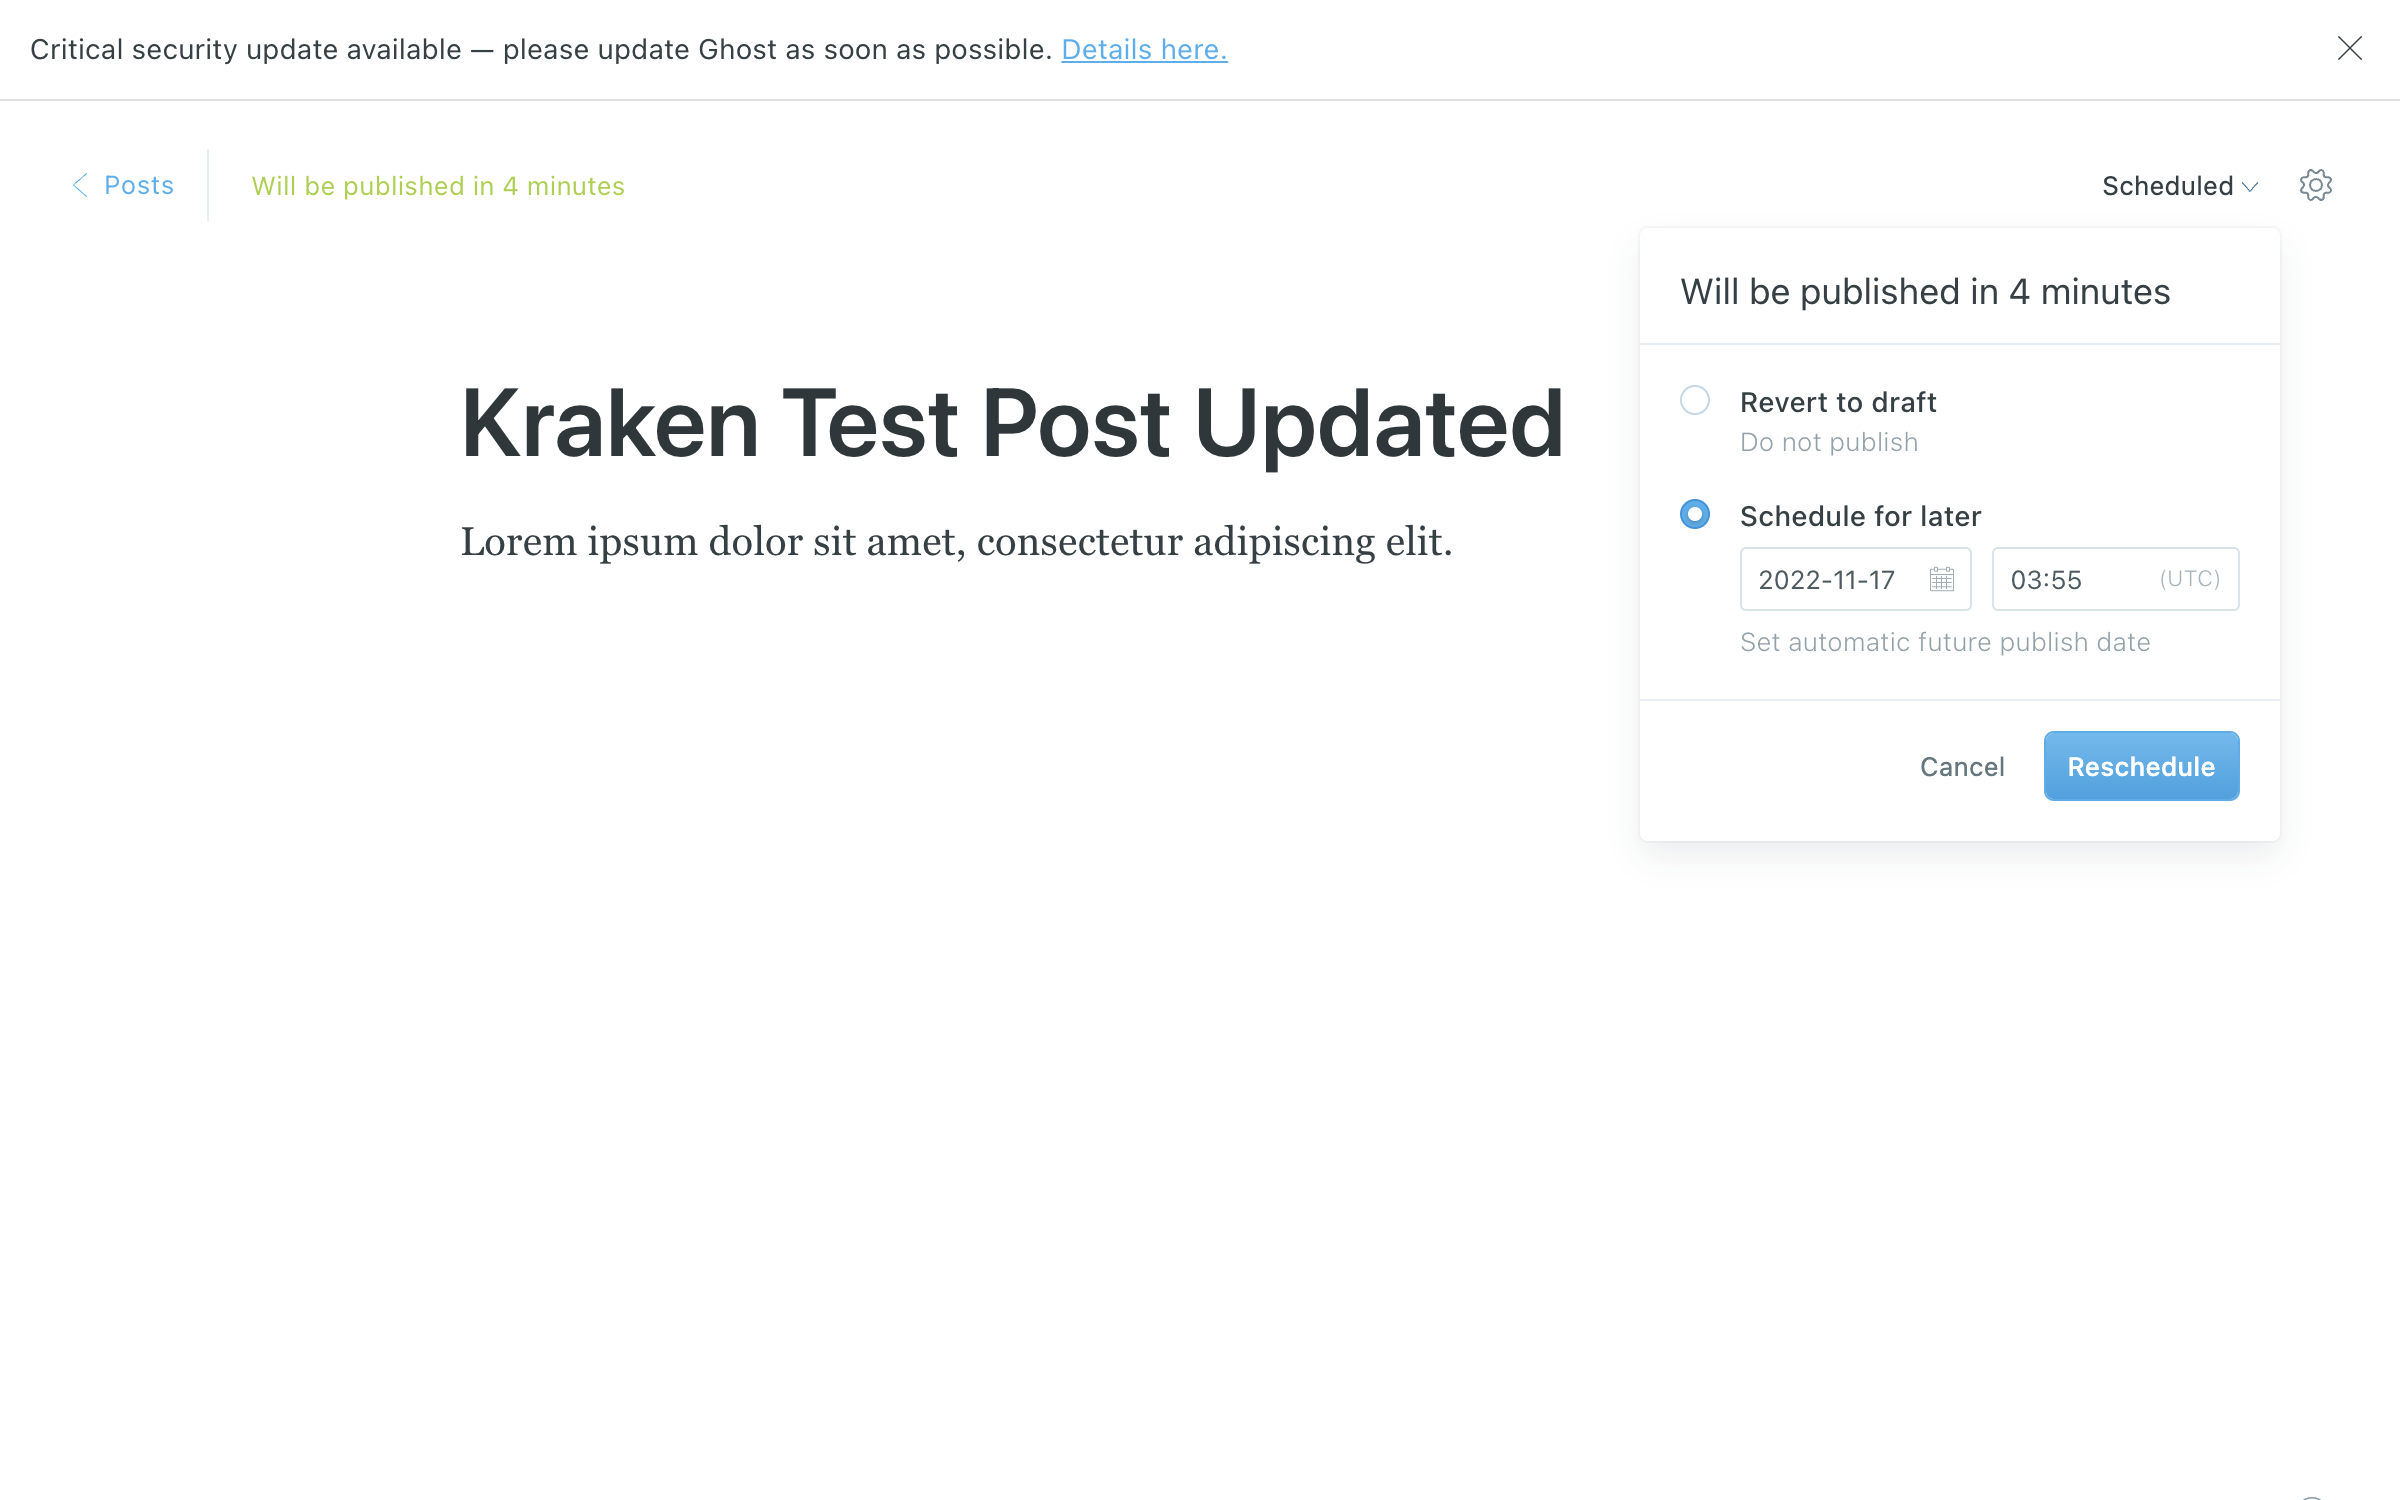 Critical security update available — please update Ghost as soon as possible. Details here.
Posts
Will be published in 4 minutes
Scheduled
Will be published in 4 minutes
Revert to draft
Do not publish
Schedule for later
2022-11-17
03:55 (UTC)
Set automatic future publish date
Cancel
Reschedule
Kraken Test Post Updated
Lorem ipsum dolor sit amet, consectetur adipiscing elit.